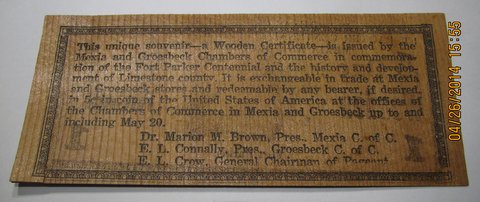 This unique souvenir—a Wooden Certificate—is issued by the
Mexia and Groesbeck Chambers of Commerce in commemora-
tion of the Fort Parker Centennial and the history and develop-
ment of Limestone county. It is exchangeable in trade at Mexia
and Groesbeck stores and redeemable by any bearer, if desired,
in 5c in coin of the United States of America at the offices of
the Chambers of Commerce in Mexia and Groesbeck up to and
including May 20.
Dr. Marion M. Brown, Pres., Mexia C. of C.
E. L. Connally, Pres., Groesbeck C. of C.
E. L. Crow, General Chairman of Pageant
04/26/2014 15:55